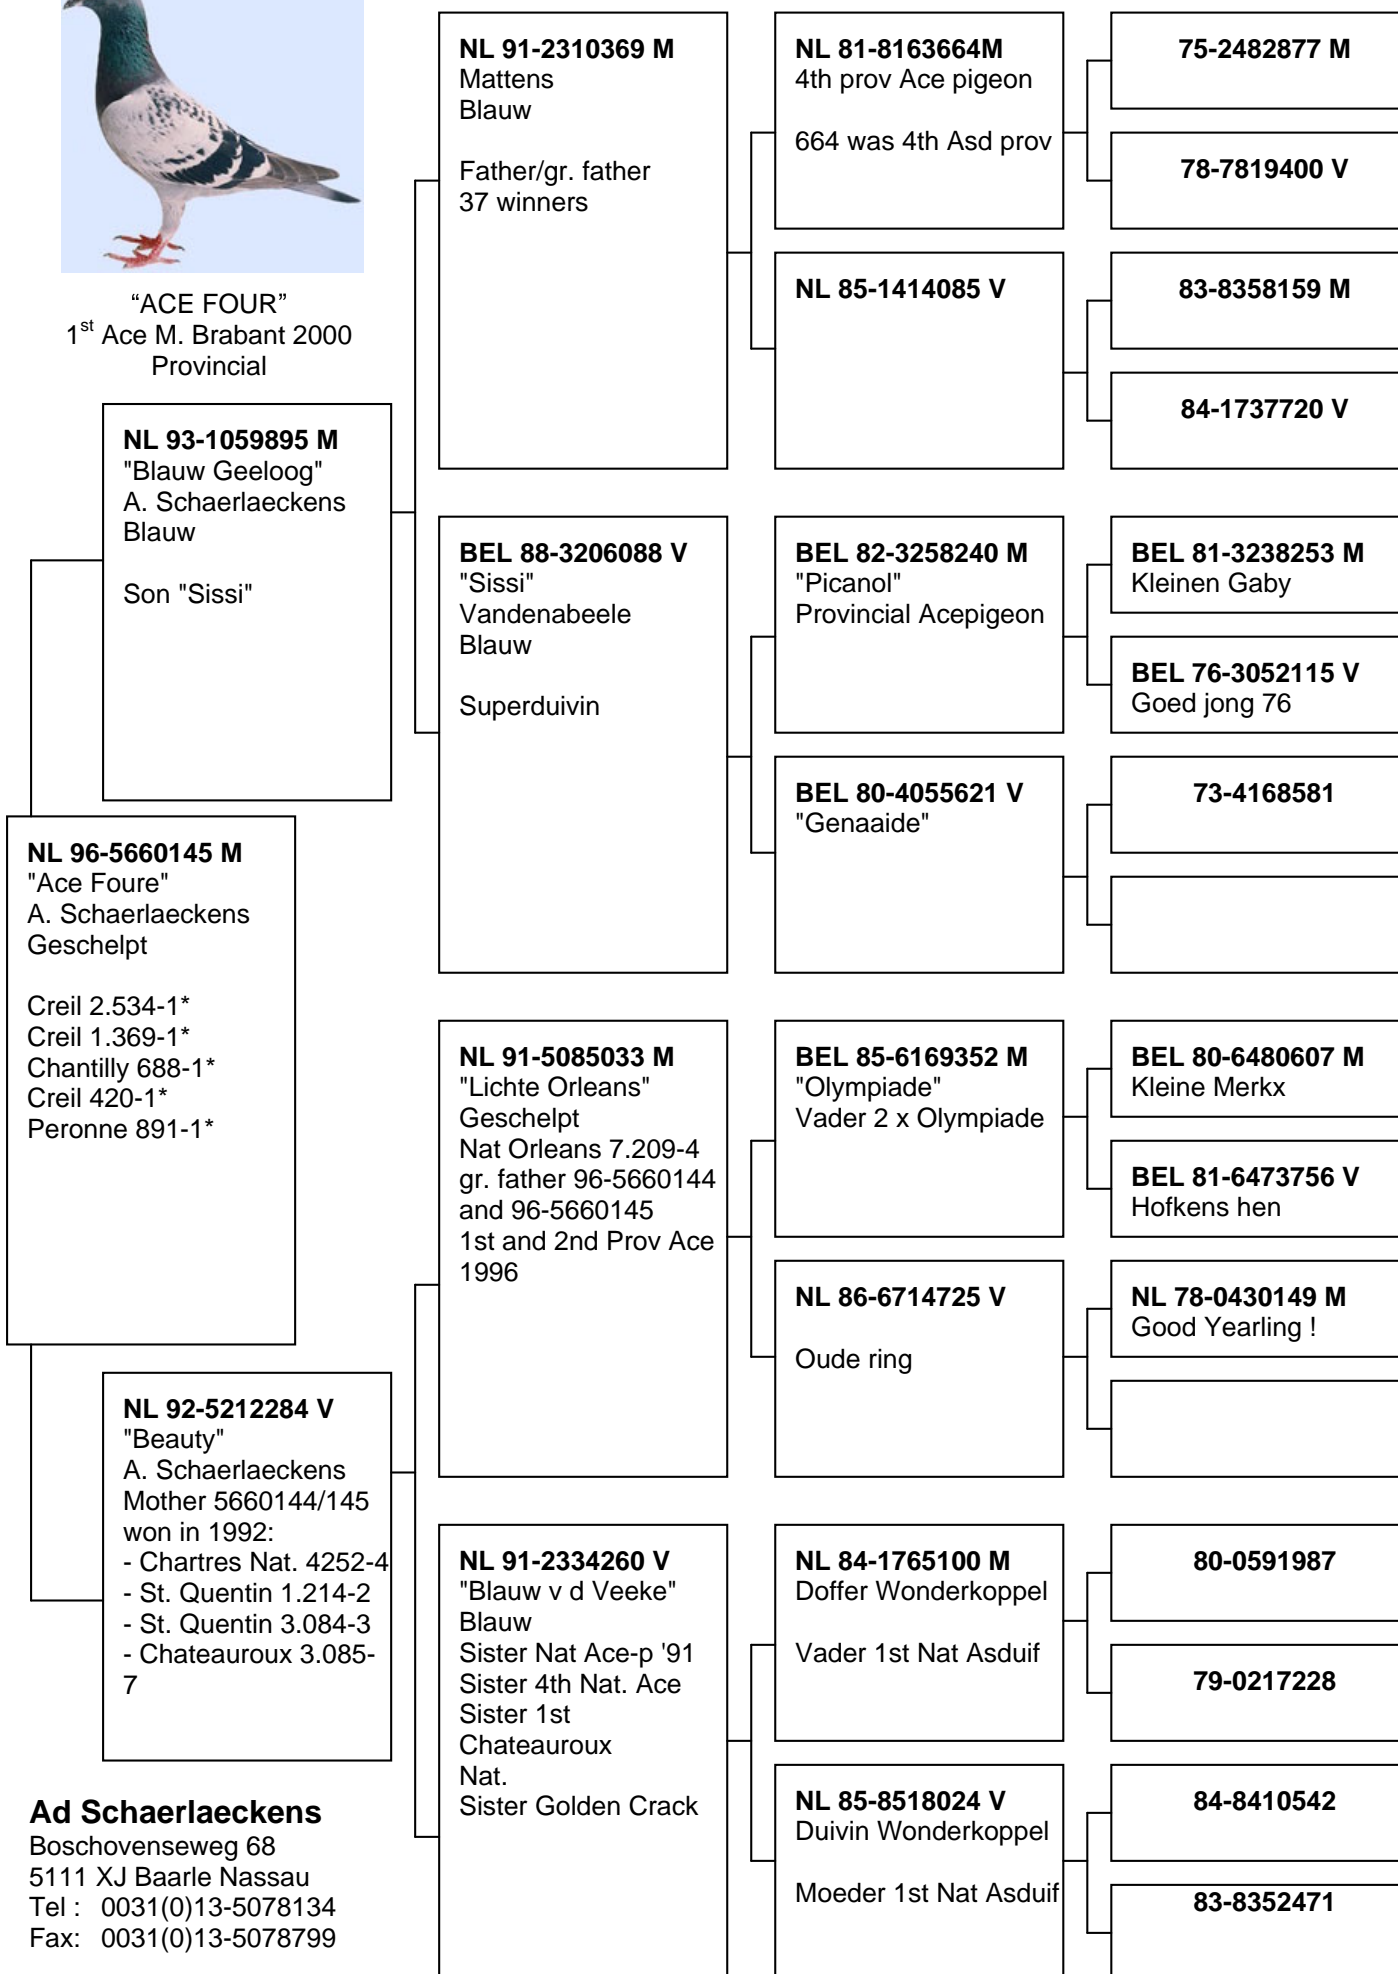 “ACE FOUR”
1st Ace M. Brabant 2000
Provincial
NL 96-5660145 M
"Ace Foure"
A. Schaerlaeckens
Geschelpt
Creil 2.534-1*
Creil 1.369-1*
Chantilly 688-1*
Creil 420-1*
Peronne 891-1*
NL 93-1059895 M
"Blauw Geeloog"
A. Schaerlaeckens
Blauw
Son "Sissi"
NL 92-5212284 V
"Beauty"
A. Schaerlaeckens
Mother 5660144/145
won in 1992:
- Chartres Nat. 4252-4
- St. Quentin 1.214-2
- St. Quentin 3.084-3
- Chateauroux 3.085-
7
NL 91-2310369 M
Mattens
Blauw
Father/gr. father
37 winners
BEL 88-3206088 V
"Sissi"
Vandenabeele
Blauw
Superduivin
NL 91-5085033 M
"Lichte Orleans"
Geschelpt
Nat Orleans 7.209-4
gr. father 96-5660144
and 96-5660145
1st and 2nd Prov Ace
1996
NL 91-2334260 V
"Blauw v d Veeke"
Blauw
Sister Nat Ace-p '91
Sister 4th Nat. Ace
Sister 1st
Chateauroux
Nat.
Sister Golden Crack
NL 81-8163664M
4th prov Ace pigeon
664 was 4th Asd prov
NL 85-1414085 V
BEL 82-3258240 M
"Picanol"
Provincial Acepigeon
BEL 80-4055621 V
"Genaaide"
BEL 85-6169352 M
"Olympiade"
Vader 2 x Olympiade
NL 86-6714725 V
Oude ring
NL 84-1765100 M
Doffer Wonderkoppel
Vader 1st Nat Asduif
NL 85-8518024 V
Duivin Wonderkoppel
Moeder 1st Nat Asduif
75-2482877 M
78-7819400 V
83-8358159 M
84-1737720 V
BEL 81-3238253 M
Kleinen Gaby
BEL 76-3052115 V
Goed jong 76
73-4168581
BEL 80-6480607 M
Kleine Merkx
BEL 81-6473756 V
Hofkens hen
NL 78-0430149 M
Good Yearling !
80-0591987
79-0217228
84-8410542
83-8352471
Ad Schaerlaeckens
Boschovenseweg 68
5111 XJ Baarle Nassau
Tel : 0031(0)13-5078134
Fax: 0031(0)13-5078799